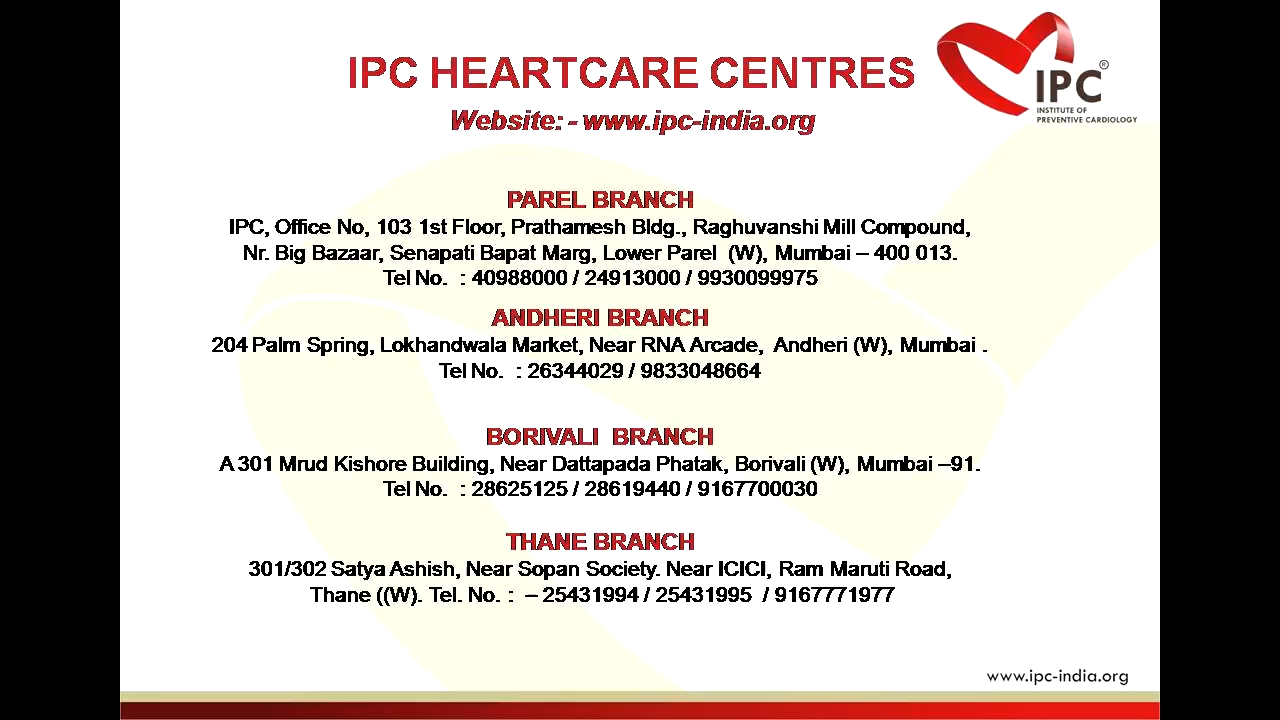 IPC HEARTCARE CENTRES
Website: - www.ipc-india.org
IPC®
INSTITUTE OF
PREVENTIVE CARDIOLOGY
PAREL BRANCH
IPC, Office No, 103 1st Floor, Prathamesh Bldg., Raghuvanshi Mill Compound,
Nr. Big Bazaar, Senapati Bapat Marg, Lower Parel (W), Mumbai – 400 013.
Tel No. : 40988000 / 24913000 / 9930099975
ANDHERI BRANCH
204 Palm Spring, Lokhandwala Market, Near RNA Arcade, Andheri (W), Mumbai .
Tel No. : 26344029 / 9833048664
BORIVALI BRANCH
A 301 Mrud Kishore Building, Near Dattapada Phatak, Borivali (W), Mumbai –91.
Tel No. : 28625125 / 28619440 / 9167700030
THANE BRANCH
301/302 Satya Ashish, Near Sopan Society. Near ICICI, Ram Maruti Road,
Thane ((W). Tel. No. : – 25431994 / 25431995 / 9167771977
www.ipc-india.org